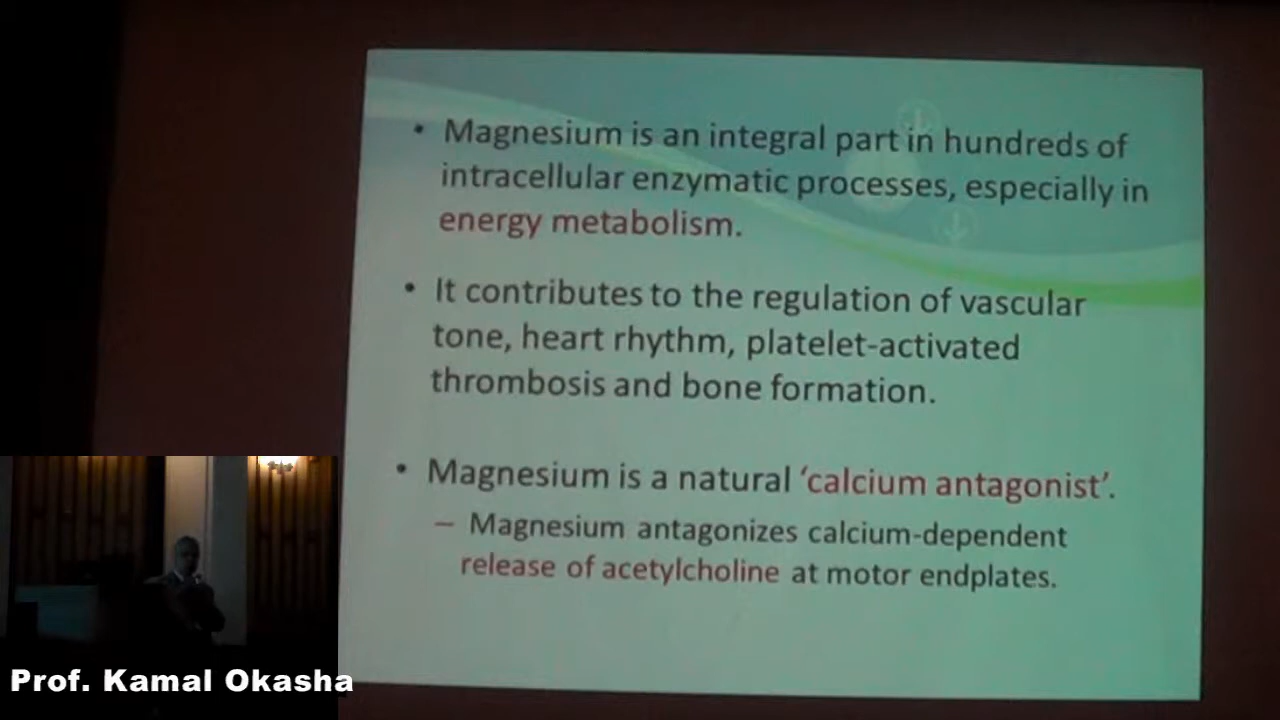 • Magnesium is an integral part in hundreds of
intracellular enzymatic processes, especially in
energy metabolism.
• It contributes to the regulation of vascular
tone, heart rhythm, platelet-activated
thrombosis and bone formation.
• Magnesium is a natural ‘calcium antagonist’.
– Magnesium antagonizes calcium-dependent
release of acetylcholine at motor endplates.
Prof. Kamal Okasha